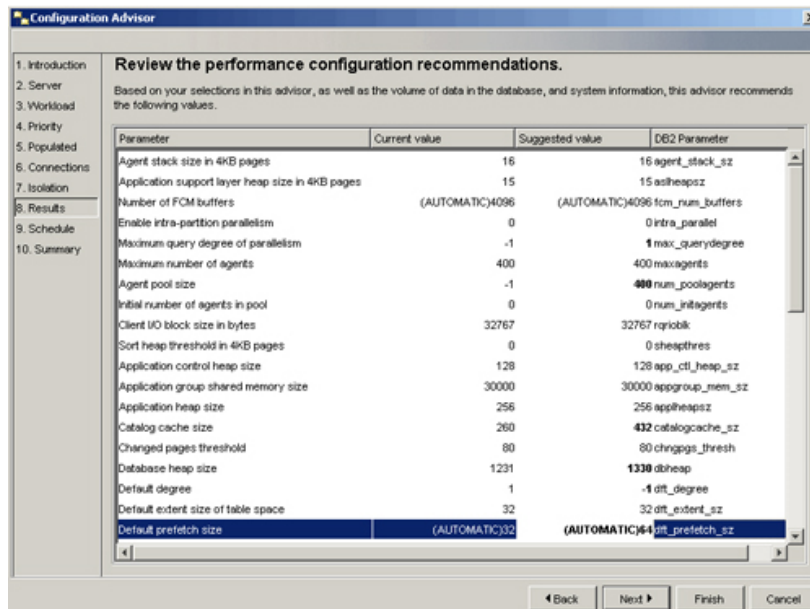 Configuration Advisor
1. Introduction
2. Server
3. Workload
4. Priority
5. Populated
6. Connections
7. Isolation
8. Results
9. Schedule
10. Summary
Review the performance configuration recommendations.
Based on your selections in this advisor, as well as the volume of data in the database, and system information, this advisor recommends
the following values.
Parameter Current value Suggested value DB2 Parameter
Agent stack size in 4KB pages 16 16 agent_stack_sz
Application support layer heap size in 4KB pages 15 15 aslheapsz
Number of FCM buffers (AUTOMATIC)4096 (AUTOMATIC)4096 fcm_num_buffers
Enable intra-partition parallelism 0 0 intra_parallel
Maximum query degree of parallelism -1 1 max_querydegree
Maximum number of agents 400 400 maxagents
Agent pool size -1 400 num_poolagents
Initial number of agents in pool 0 0 num_initagents
Client I/O block size in bytes 32767 32767 rqrioblk
Sort heap threshold in 4KB pages 0 0 sheapthres
Application control heap size 128 128 app_ctl_heap_sz
Application group shared memory size 30000 30000 appgroup_mem_sz
Application heap size 256 256 applheapsz
Catalog cache size 260 432 catalogcache_sz
Changed pages threshold 80 80 chngpgs_thresh
Database heap size 1231 1330 dbheap
Default degree 1 -1 dft_degree
Default extent size of table space 32 32 dft_extent_sz
Default prefetch size (AUTOMATIC)32 (AUTOMATIC)64 dft_prefetch_sz
Back Next Finish Cancel